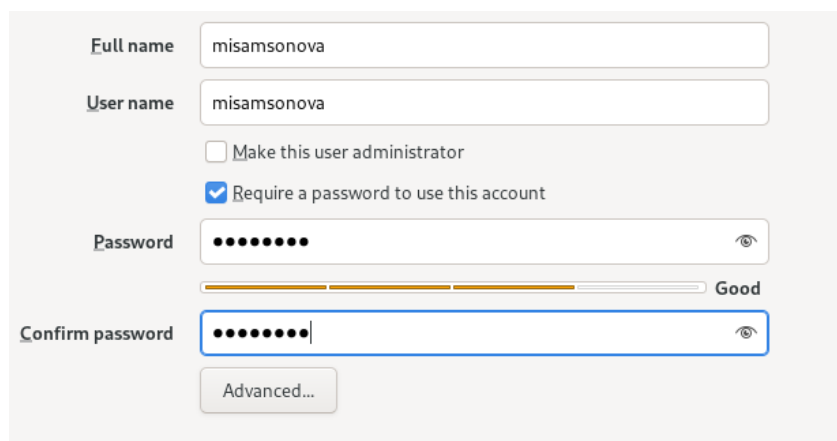 Full name misamsonova
User name misamsonova
Make this user administrator
Require a password to use this account
Password ●●●●●●●●
Good
Confirm password ●●●●●●●●
Advanced...